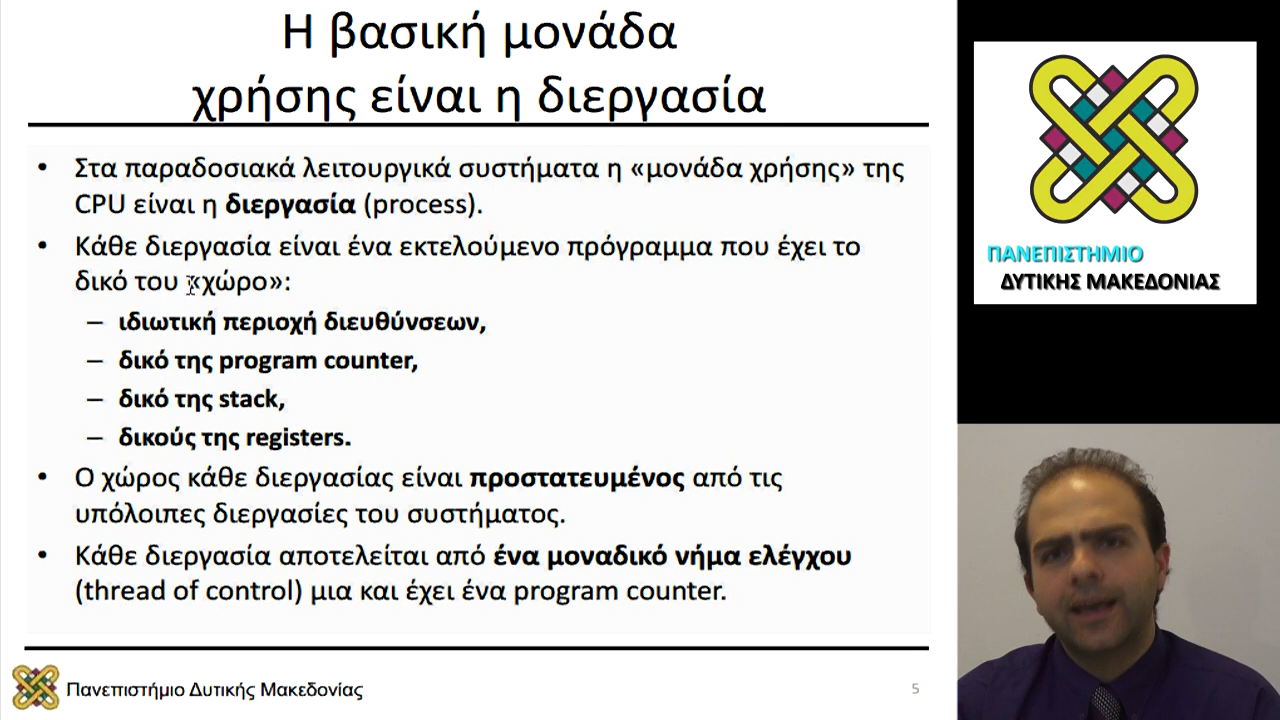 Η βασική μονάδα
χρήσης είναι η διεργασία
• Στα παραδοσιακά λειτουργικά συστήματα η «μονάδα χρήσης» της
CPU είναι η διεργασία (process).
• Κάθε διεργασία είναι ένα εκτελούμενο πρόγραμμα που έχει το
δικό του «χώρο»:
– ιδιωτική περιοχή διευθύνσεων,
– δικό της program counter,
– δικό της stack,
– δικούς της registers.
• Ο χώρος κάθε διεργασίας είναι προστατευμένος από τις
υπόλοιπες διεργασίες του συστήματος.
• Κάθε διεργασία αποτελείται από ένα μοναδικό νήμα ελέγχου
(thread of control) μια και έχει ένα program counter.
Πανεπιστήμιο Δυτικής Μακεδονίας
5
ΠΑΝΕΠΙΣΤΗΜΙΟ
ΔΥΤΙΚΗΣ ΜΑΚΕΔΟΝΙΑΣ